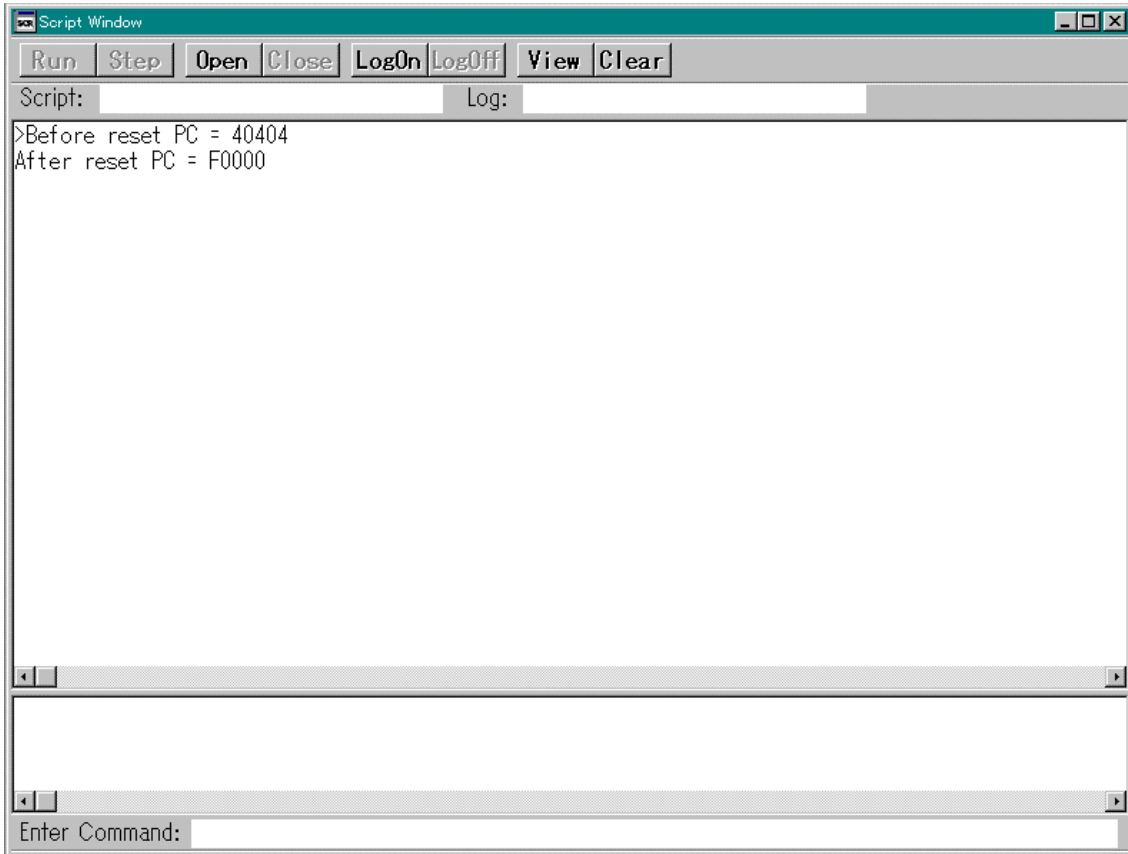 SCR Script Window
Run Step Open Close LogOn LogOff View Clear
Script: Log:
>Before reset PC = 40404
After reset PC = F0000
Enter Command: